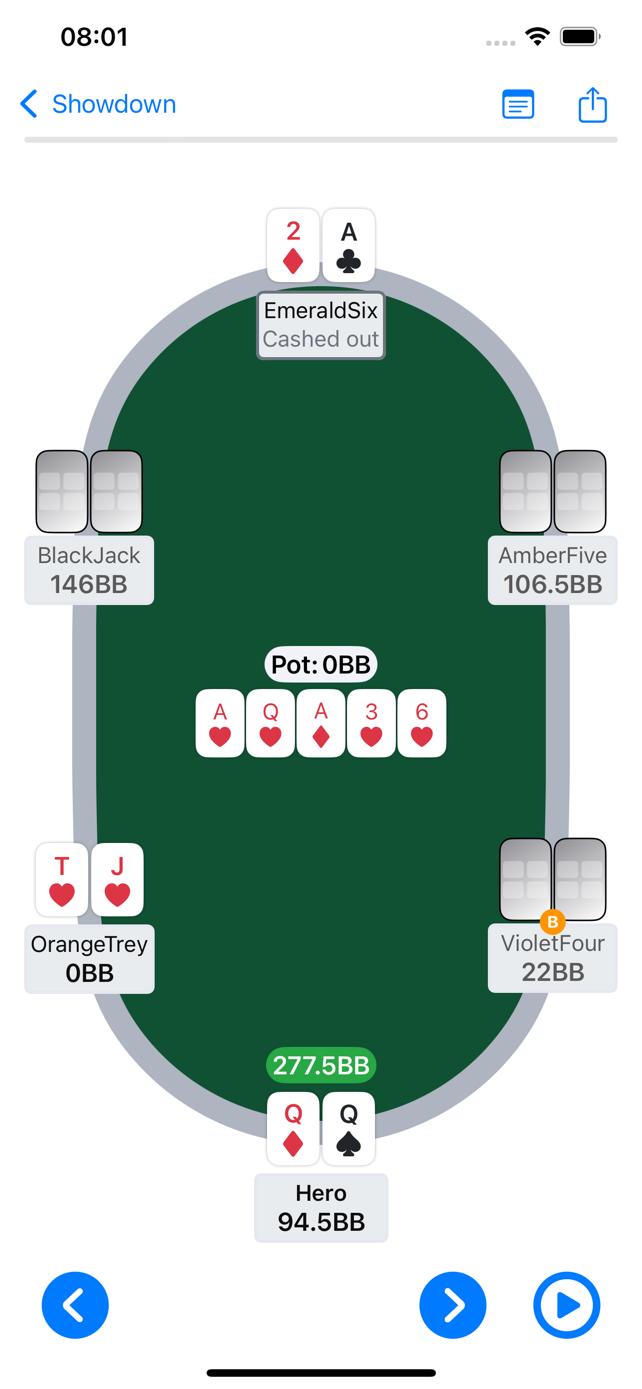 08:01
Showdown
2 A
EmeraldSix
Cashed out
BlackJack
146BB
AmberFive
106.5BB
Pot: 0BB
A Q A 3 6
T J
OrangeTrey
0BB
B
VioletFour
22BB
277.5BB
Q Q
Hero
94.5BB